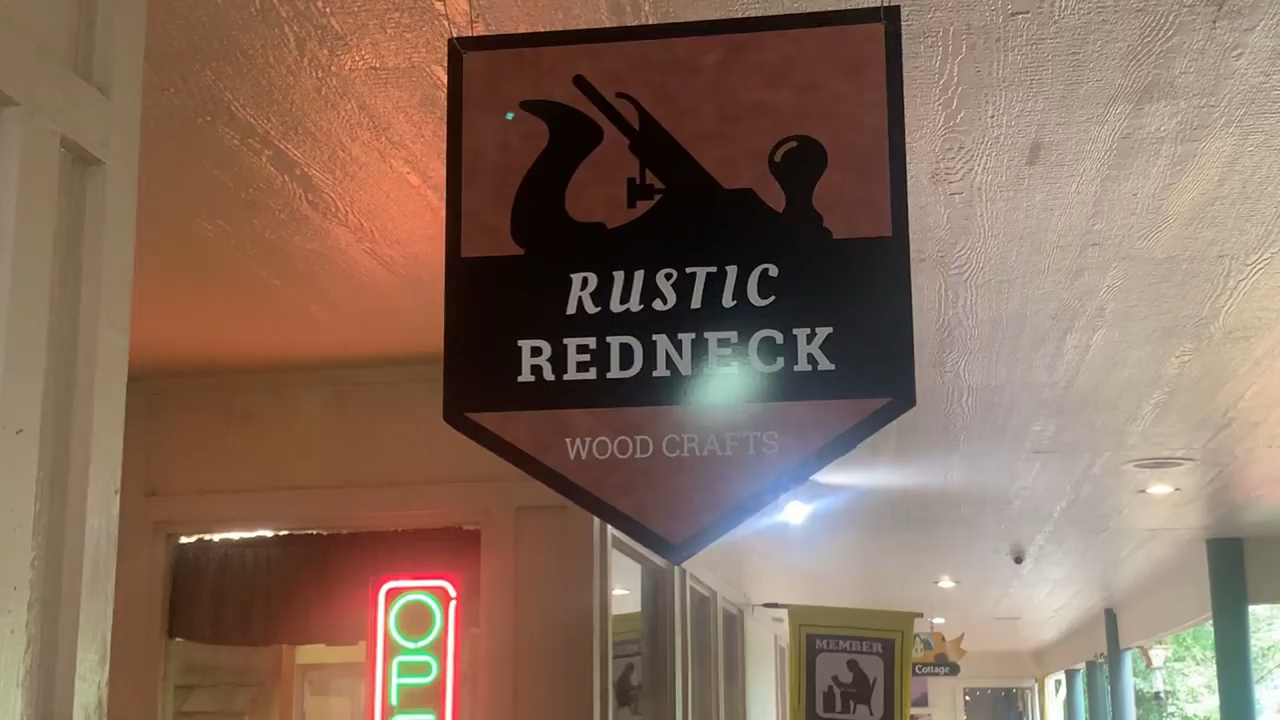 RUSTIC
REDNECK
WOOD CRAFTS
OPE
MEMBER
Cottage